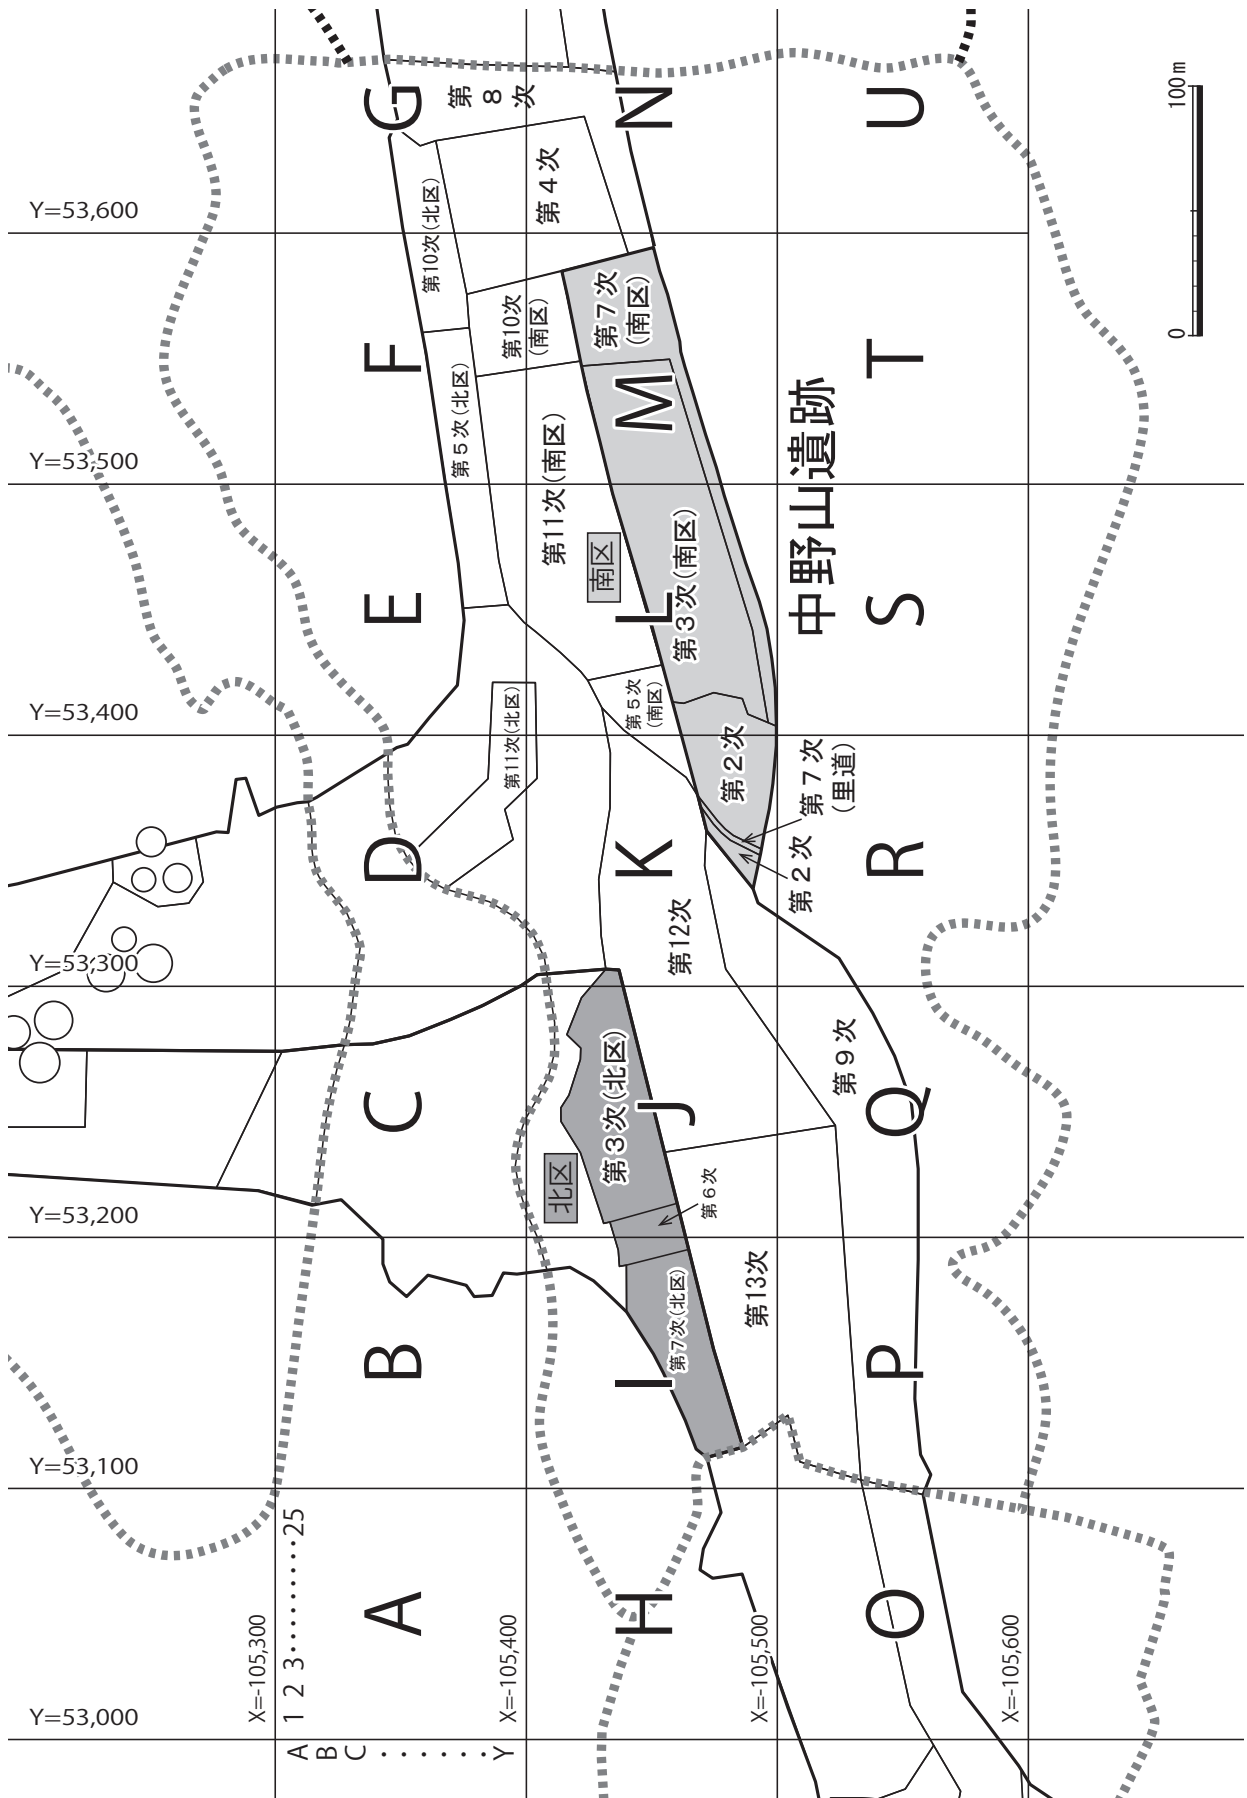 Y=53,600
Y=53,500
Y=53,400
Y=53,300
Y=53,200
Y=53,100
Y=53,000
X=-105,300
X=-105,400
X=-105,500
X=-105,600
1 2 3・・・・・・・・・25
A
B
C
・
・
・
・
・
・
Y
A
B
C
D
E
F
G
H
I
J
K
L
M
N
O
P
Q
R
S
T
U
第8次
第4次
第10次(北区)
第10次
(南区)
第7次
(南区)
第5次(北区)
第11次(南区)
南区
第3次(南区)
中野山遺跡
第5次
(南区)
第11次(北区)
第2次
第7次
(里道)
第2次
第12次
第9次
第3次(北区)
北区
第6次
第13次
第7次(北区)
0
100m